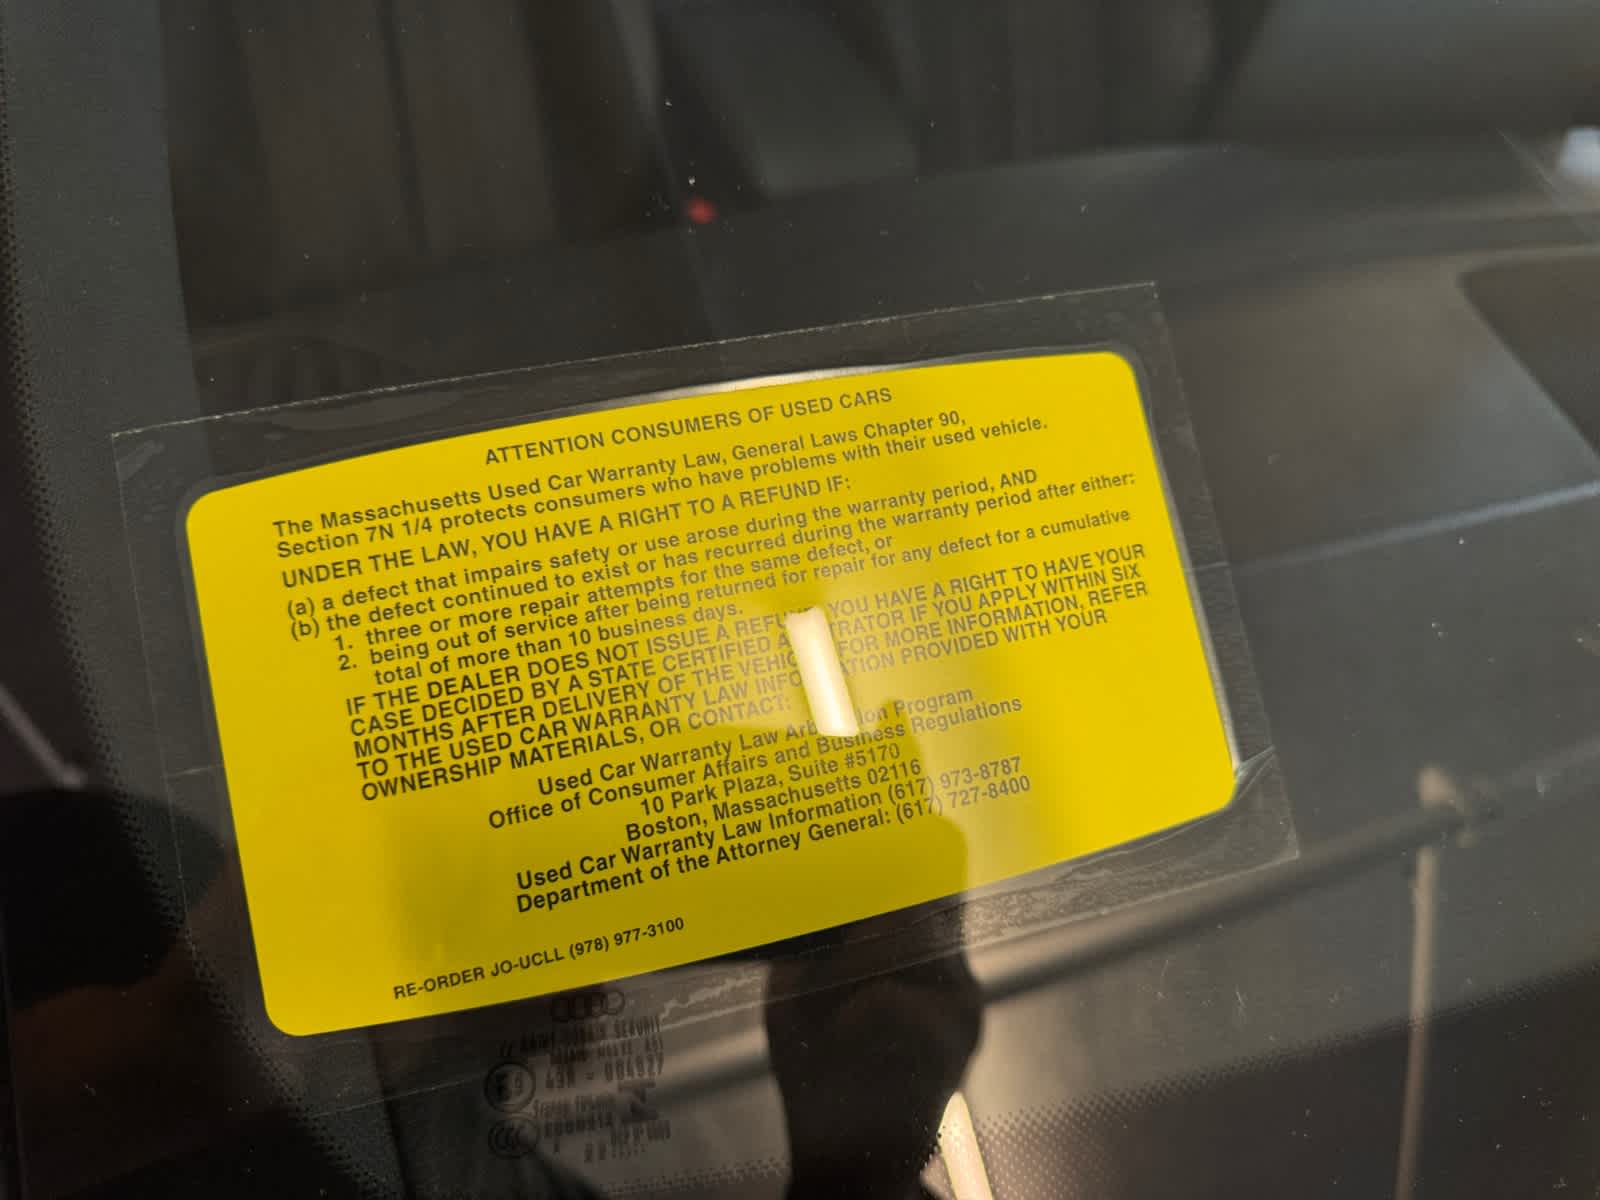 ATTENTION CONSUMERS OF USED CARS
The Massachusetts Used Car Warranty Law, General Laws Chapter 90,
Section 7N 1/4 protects consumers who have problems with their used vehicle.
UNDER THE LAW, YOU HAVE A RIGHT TO A REFUND IF:
(a) a defect that impairs safety or use arose during the warranty period, AND
(b) the defect continued to exist or has recurred during the warranty period after either:
1. three or more repair attempts for the same defect, or
2. being out of service after being returned for repair for any defect for a cumulative
total of more than 10 business days.
IF THE DEALER DOES NOT ISSUE A REFUND YOU HAVE A RIGHT TO HAVE YOUR
CASE DECIDED BY A STATE CERTIFIED IF YOU APPLY WITHIN SIX
MONTHS AFTER DELIVERY OF THE VEHICLE FOR MORE INFORMATION, REFER
TO THE USED CAR WARRANTY LAW INFORMATION PROVIDED WITH YOUR
OWNERSHIP MATERIALS, OR CONTACT:
Used Car Warranty Law Arbitration Program
Office of Consumer Affairs and Business Regulations
10 Park Plaza, Suite #5170
Boston, Massachusetts 02116
Used Car Warranty Law Information (617) 973-8787
Department of the Attorney General: (617) 727-8400
RE-ORDER JO-UCLL (978) 977-3100